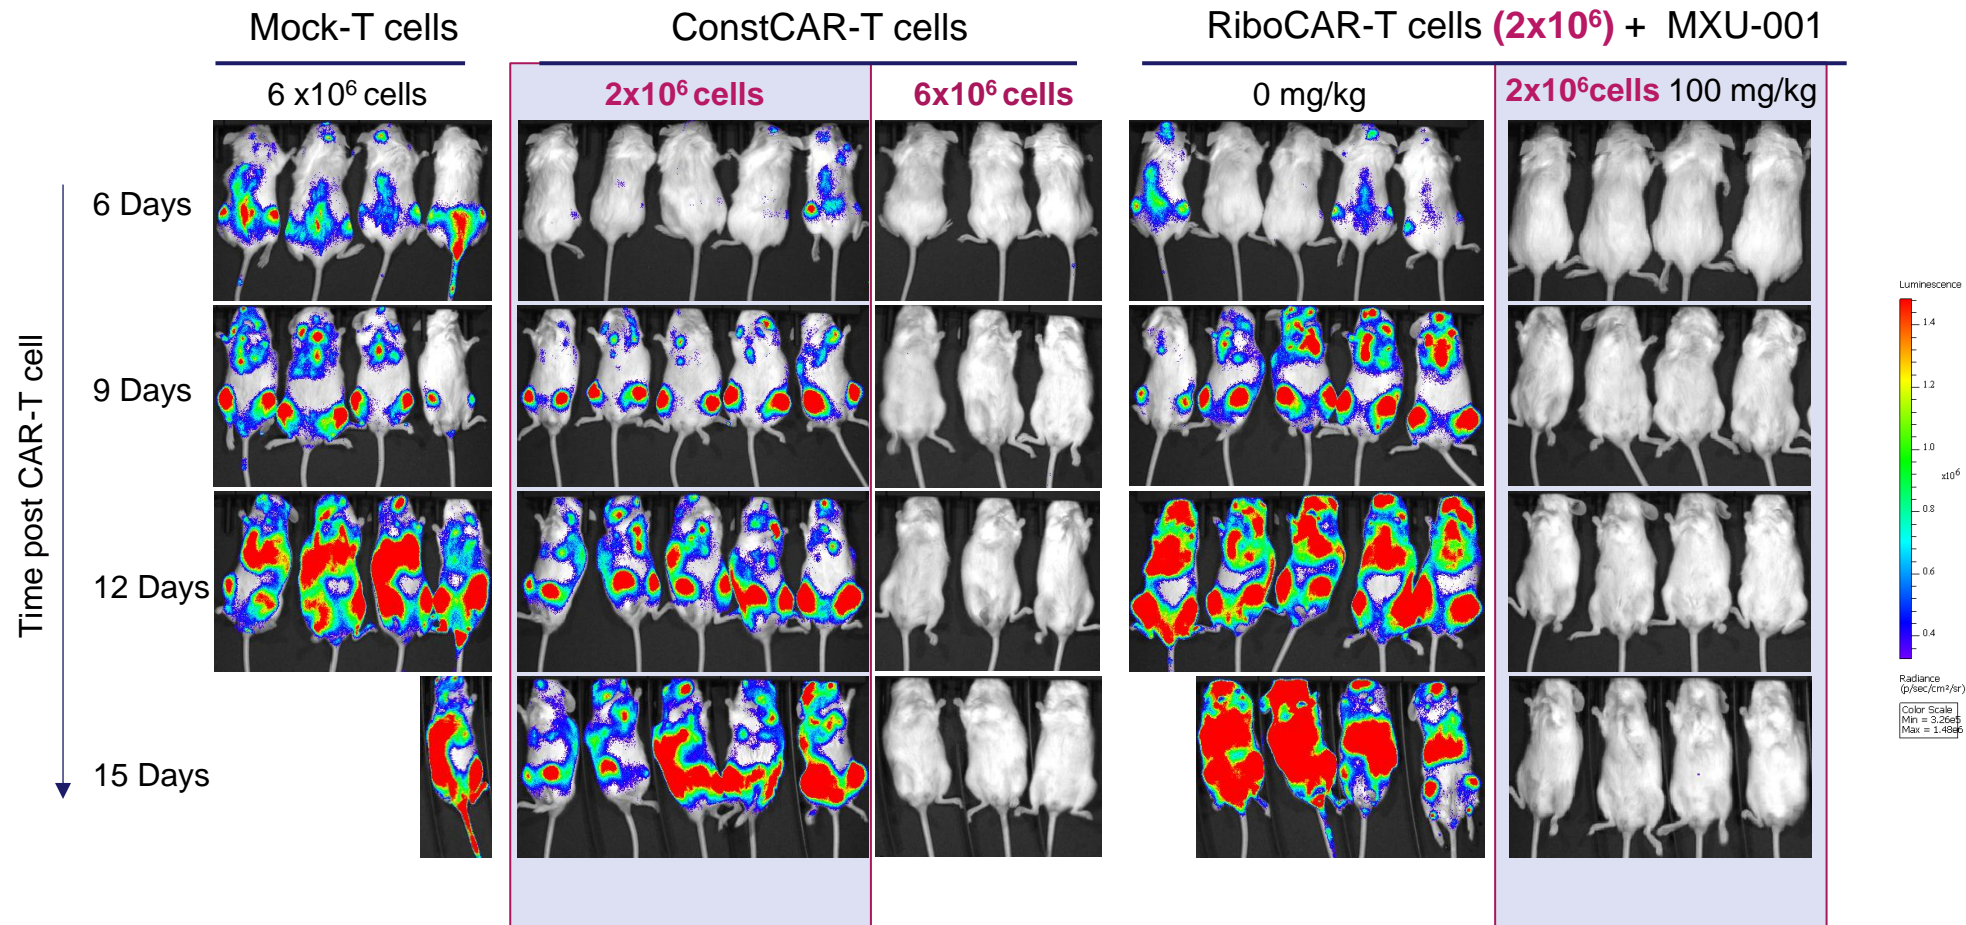 Mock-T cells
ConstCAR-T cells
RiboCAR-T cells (2x10⁶) + MXU-001
6 x10⁶ cells
2x10⁶ cells
6x10⁶ cells
0 mg/kg
2x10⁶cells 100 mg/kg
Time post CAR-T cell
6 Days
9 Days
12 Days
15 Days
Luminescence
1.4
1.2
1.0
x10⁶
0.8
0.6
0.4
Radiance
(p/sec/cm²/sr)
Color Scale
Min = 3.26e5
Max = 1.48e6